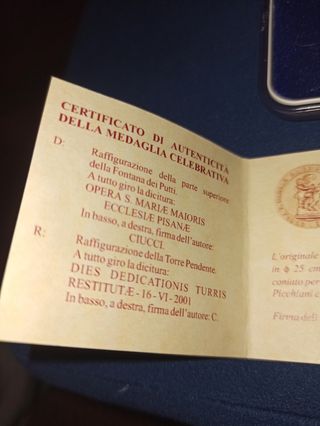 CERTIFICATO DI AUTENTICITÀ
DELLA MEDAGLIA CELEBRATIVA
D: Raffigurazione della parte superiore
della Fontana dei Putti.
A tutto giro la dicitura:
OPERA S. MARIÆ MAIORIS
ECCLESIÆ PISANÆ
In basso, a destra, firma dell'autore:
CIUCCI.
R: Raffigurazione della Torre Pendente.
A tutto giro la dicitura:
DIES DEDICATIONIS TURRIS
RESTITUTÆ - 16 - VI - 2001
In basso, a destra, firma dell'autore: C.
L'originale
in ϕ 25 cm
coniato per
Picchiani e
Firma dell